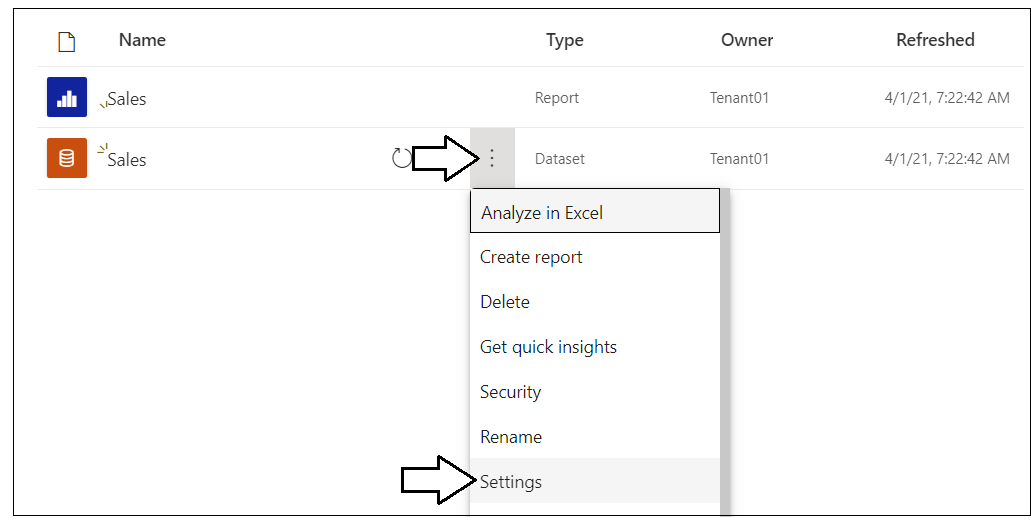 Name Type Owner Refreshed
Sales Report Tenant01 4/1/21, 7:22:42 AM
Sales Dataset Tenant01 4/1/21, 7:22:42 AM
Analyze in Excel
Create report
Delete
Get quick insights
Security
Rename
Settings